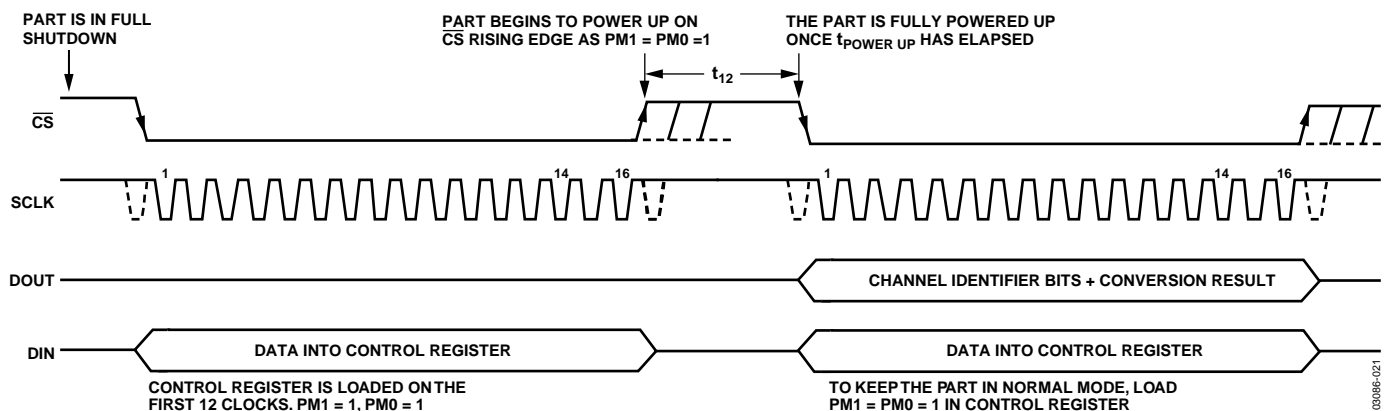 PART IS IN FULL
SHUTDOWN
PART BEGINS TO POWER UP ON
CS RISING EDGE AS PM1 = PM0 =1
THE PART IS FULLY POWERED UP
ONCE tPOWER UP HAS ELAPSED
t12
CS
1 14 16 1 14 16
SCLK
DOUT
CHANNEL IDENTIFIER BITS + CONVERSION RESULT
DIN
DATA INTO CONTROL REGISTER
DATA INTO CONTROL REGISTER
CONTROL REGISTER IS LOADED ON THE
FIRST 12 CLOCKS. PM1 = 1, PM0 = 1
TO KEEP THE PART IN NORMAL MODE, LOAD
PM1 = PM0 = 1 IN CONTROL REGISTER
03086-021